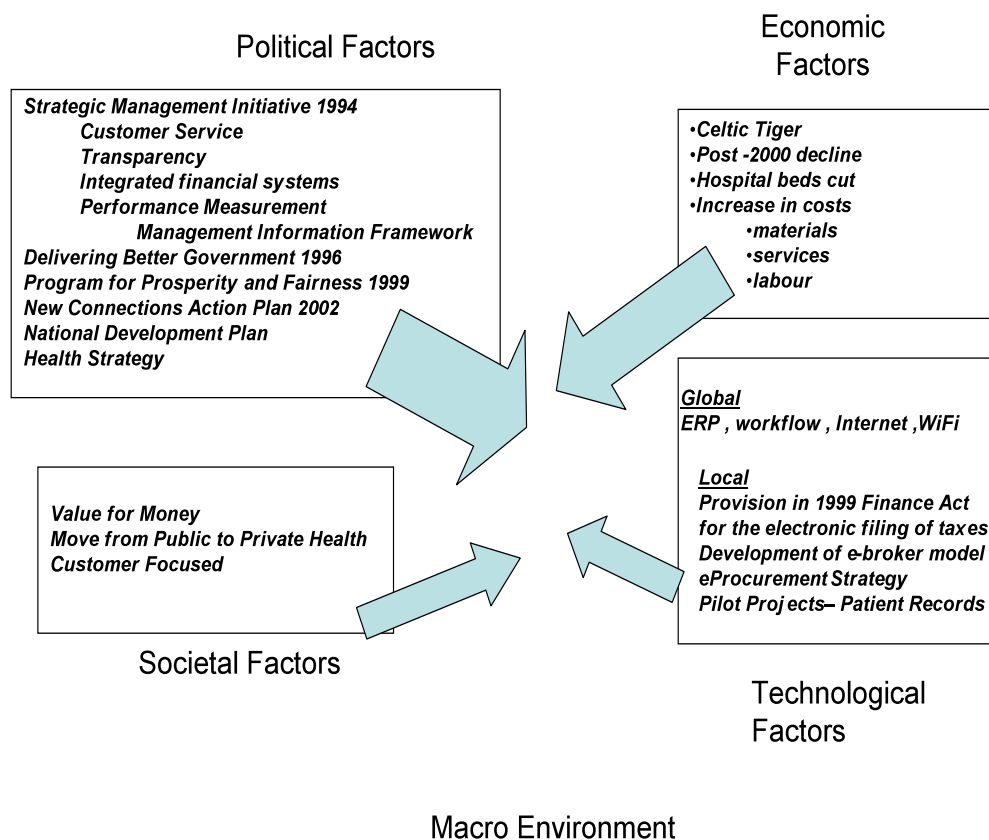 Political Factors
Strategic Management Initiative 1994
Customer Service
Transparency
Integrated financial systems
Performance Measurement
Management Information Framework
Delivering Better Government 1996
Program for Prosperity and Fairness 1999
New Connections Action Plan 2002
National Development Plan
Health Strategy
Economic
Factors
•Celtic Tiger
•Post -2000 decline
•Hospital beds cut
•Increase in costs
•materials
•services
•labour
Value for Money
Move from Public to Private Health
Customer Focused
Societal Factors
Global
ERP , workflow , Internet ,WiFi
Local
Provision in 1999 Finance Act
for the electronic filing of taxes
Development of e-broker model
eProcurement Strategy
Pilot Projects– Patient Records
Technological
Factors
Macro Environment